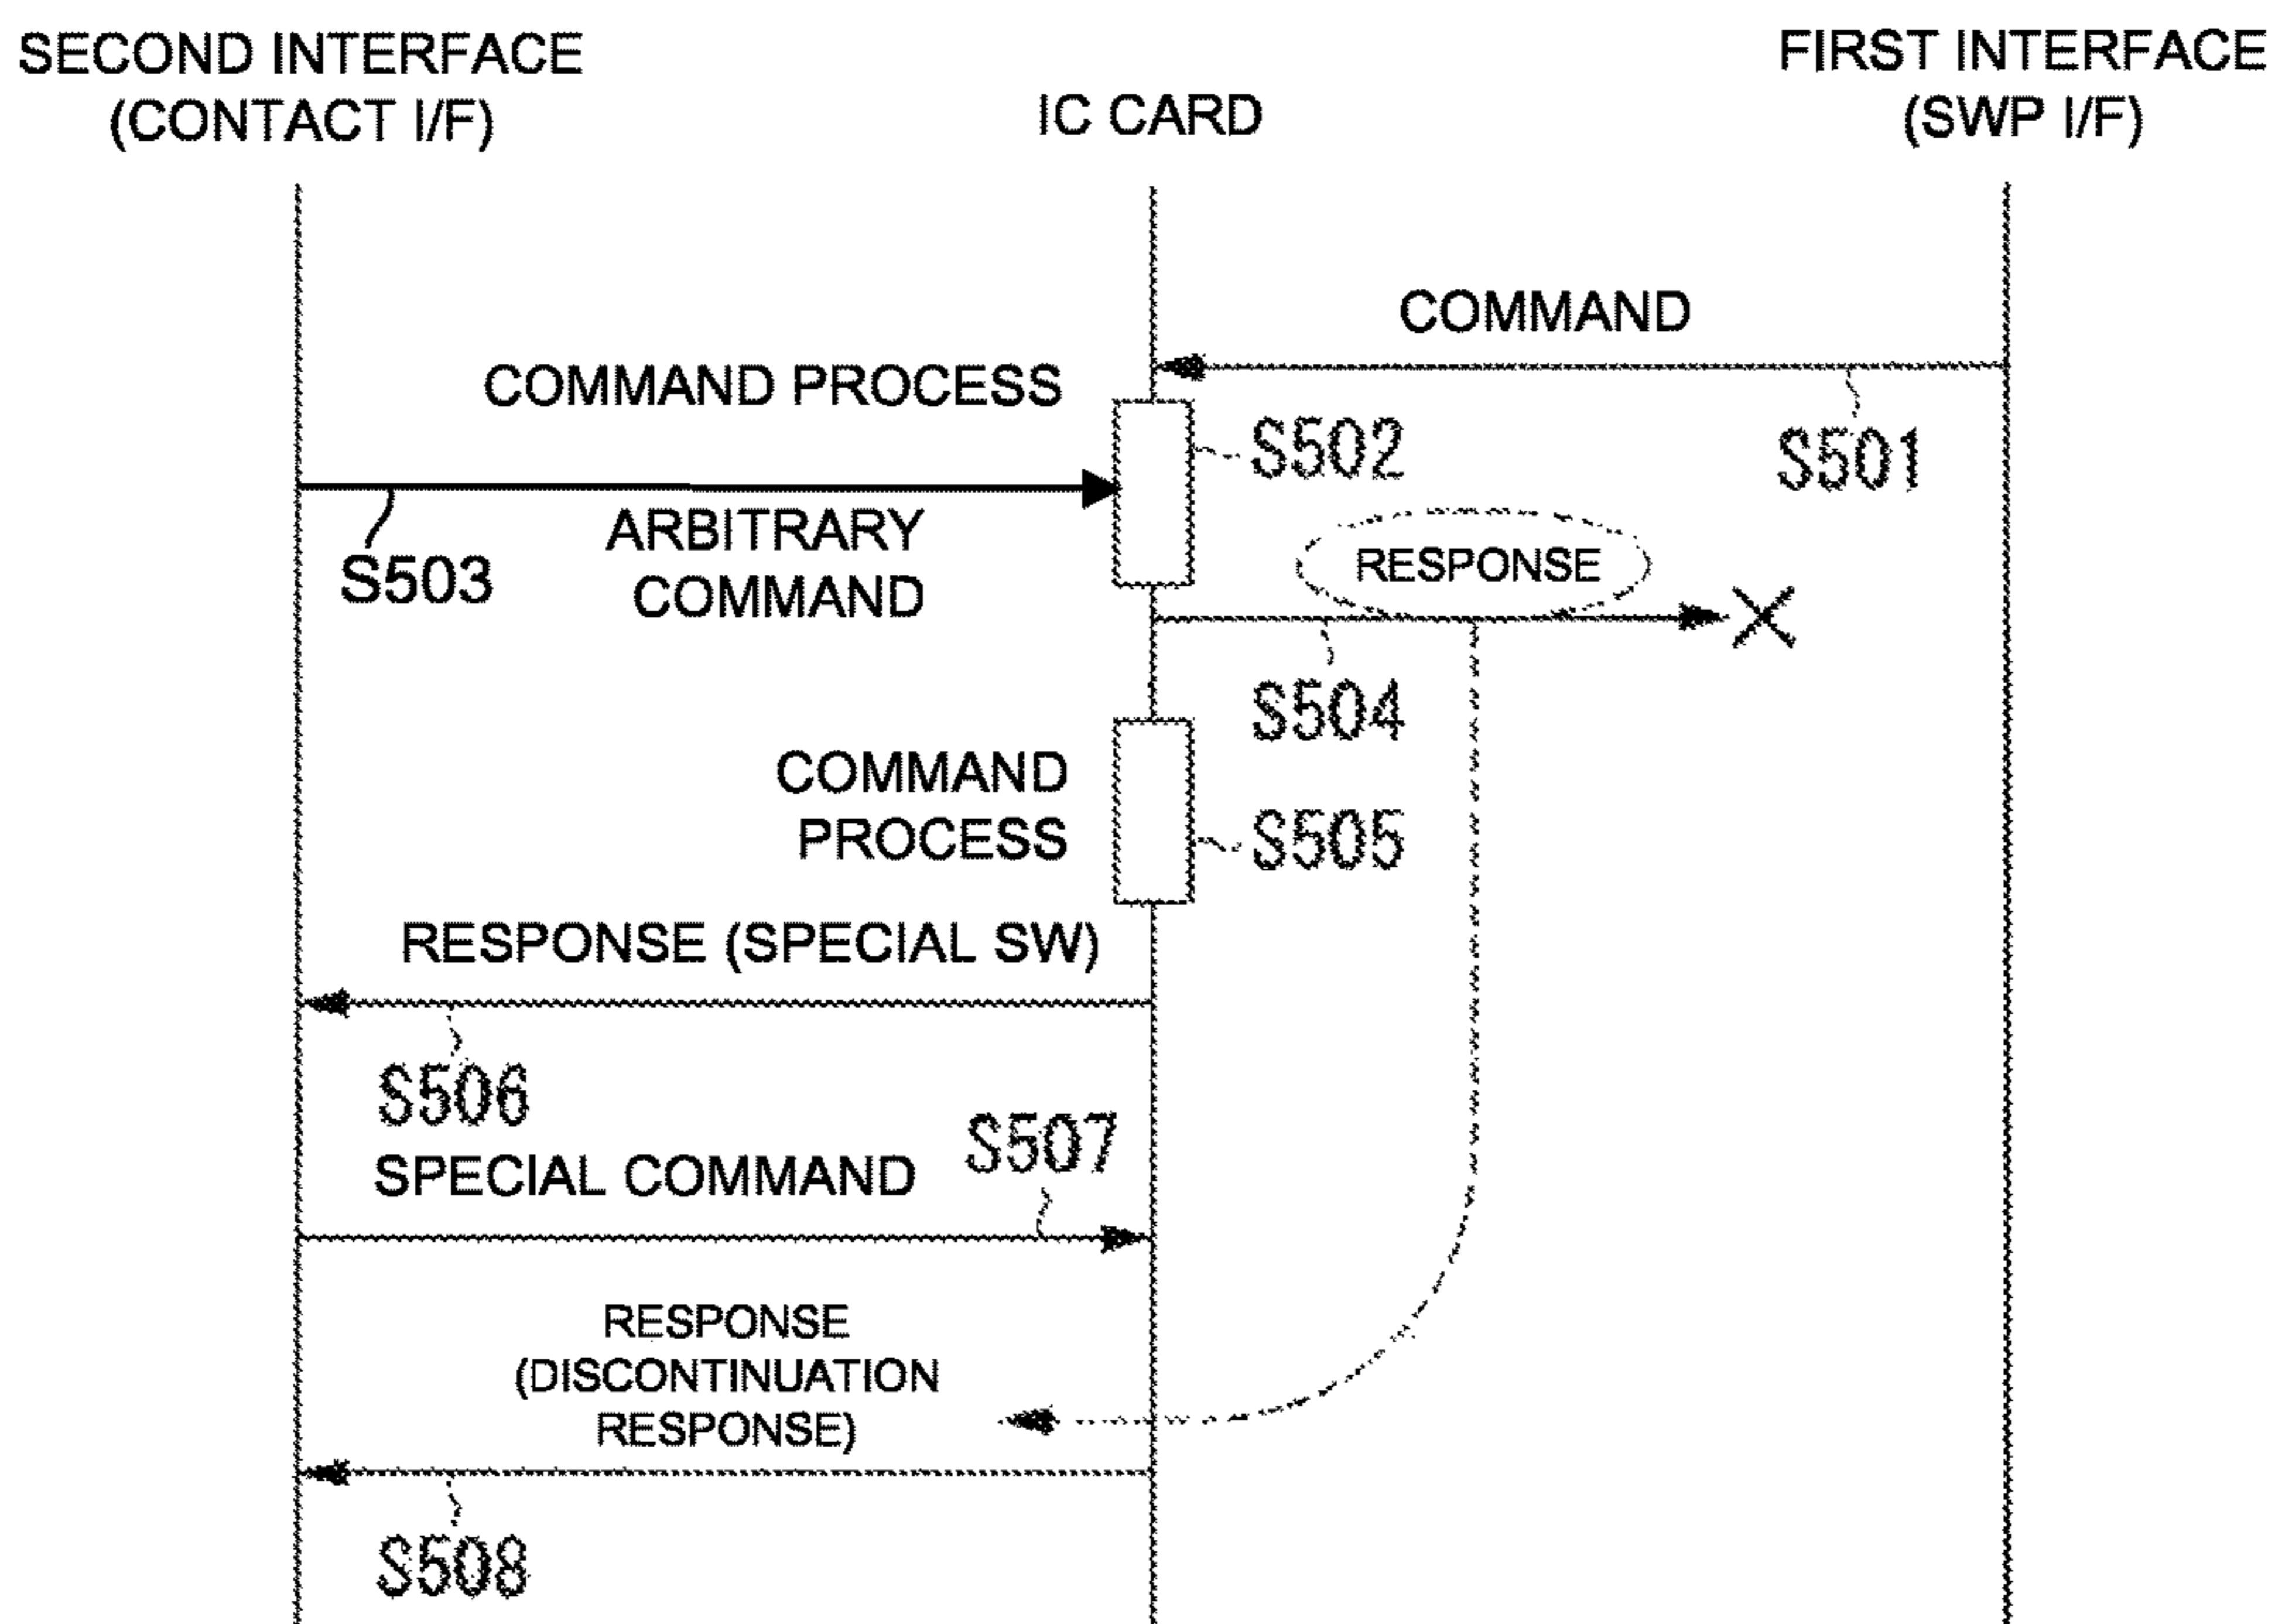 SECOND INTERFACE
(CONTACT I/F)
IC CARD
FIRST INTERFACE
(SWP I/F)
COMMAND
COMMAND PROCESS
S502
S501
ARBITRARY
COMMAND
S503
RESPONSE
S504
COMMAND
PROCESS
S505
RESPONSE (SPECIAL SW)
S506
S507
SPECIAL COMMAND
RESPONSE
(DISCONTINUATION
RESPONSE)
S508